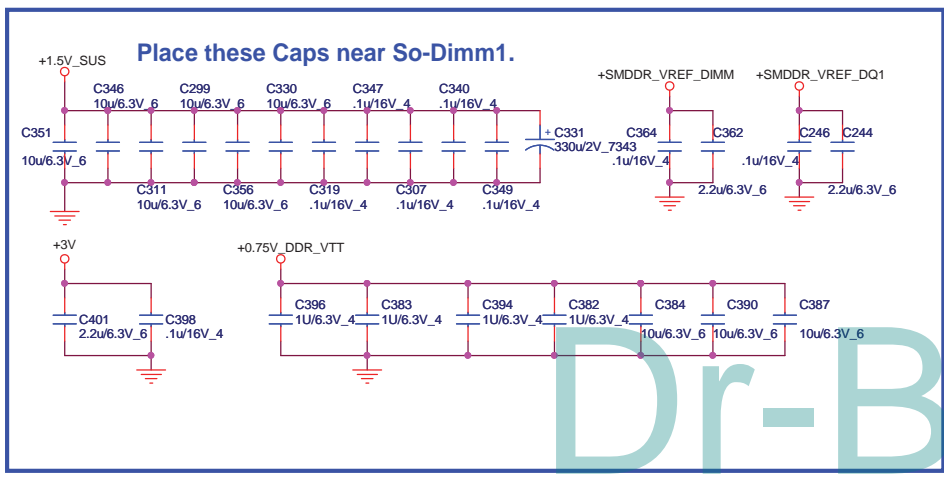 Place these Caps near So-Dimm1.
+1.5V_SUS
C346
10u/6.3V_6
C299
10u/6.3V_6
C330
10u/6.3V_6
C347
.1u/16V_4
C340
.1u/16V_4
C351
10u/6.3V_6
+ C331
330u/2V_7343
C311
10u/6.3V_6
C356
10u/6.3V_6
C319
.1u/16V_4
C307
.1u/16V_4
C349
.1u/16V_4
+SMDDR_VREF_DIMM
C364
.1u/16V_4
C362
2.2u/6.3V_6
+SMDDR_VREF_DQ1
C246
.1u/16V_4
C244
2.2u/6.3V_6
+3V
C401
2.2u/6.3V_6
C398
.1u/16V_4
+0.75V_DDR_VTT
C396
1U/6.3V_4
C383
1U/6.3V_4
C394
1U/6.3V_4
C382
1U/6.3V_4
C384
10u/6.3V_6
C390
10u/6.3V_6
C387
10u/6.3V_6
Dr-B